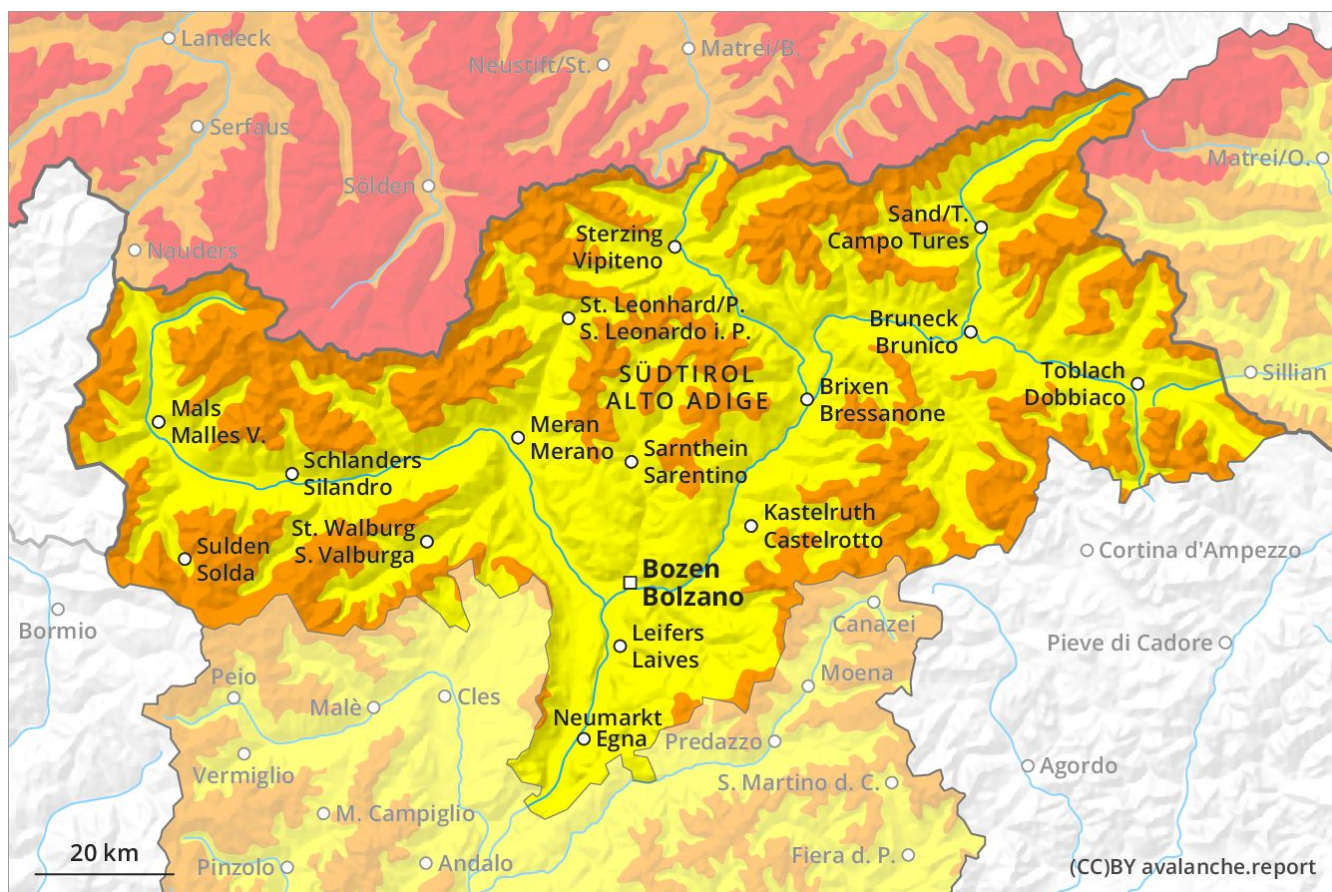 Landeck
Matrei/B.
Neustift/St.
Serfaus
Matrei/O.
Sölden
Sand/T.
Campo Tures
Sterzing
Vipiteno
Nauders
St. Leonhard/P.
S. Leonardo i. P.
Bruneck
Brunico
SÜDTIROL
ALTO ADIGE
Toblach
Dobbiaco
Sillian
Brixen
Bressanone
Mals
Malles V.
Meran
Merano
Sarnthein
Sarentino
Schlanders
Silandro
Kastelruth
Castelrotto
St. Walburg
S. Valburga
Sulden
Solda
Cortina d'Ampezzo
Bozen
Bolzano
Bormio
Canazei
Leifers
Laives
Pieve di Cadore
Peio
Moena
Cles
Malè
Neumarkt
Egna
Predazzo
Vermiglio
Agordo
S. Martino d. C.
M. Campiglio
20 km
Pinzolo
Andalo
Fiera d. P.
(CC)BY avalanche.report